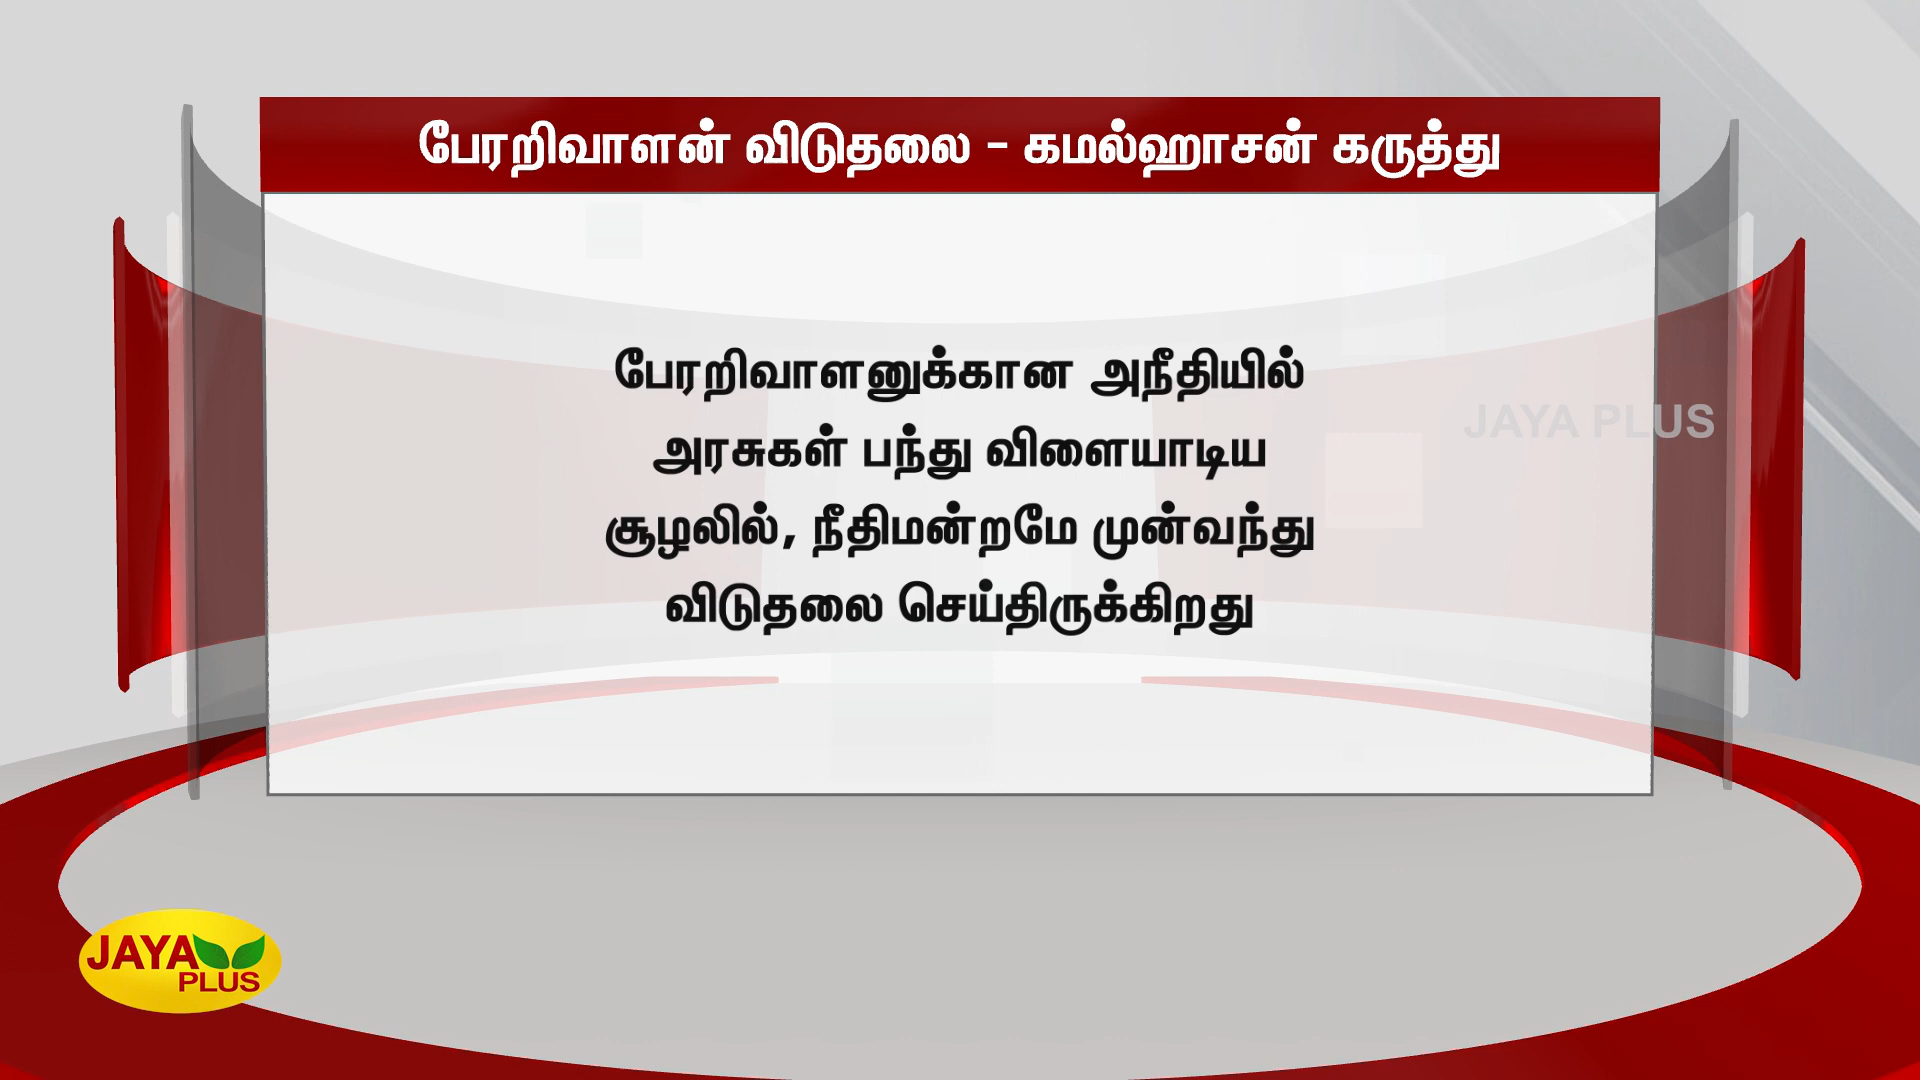 பேரறிவாளன் விடுதலை - கமல்ஹாசன் கருத்து
பேரறிவாளனுக்கான அநீதியில்
அரசுகள் பந்து விளையாடிய
சூழலில், நீதிமன்றமே முன்வந்து
விடுதலை செய்திருக்கிறது
JAYA PLUS
JAYA
PLUS